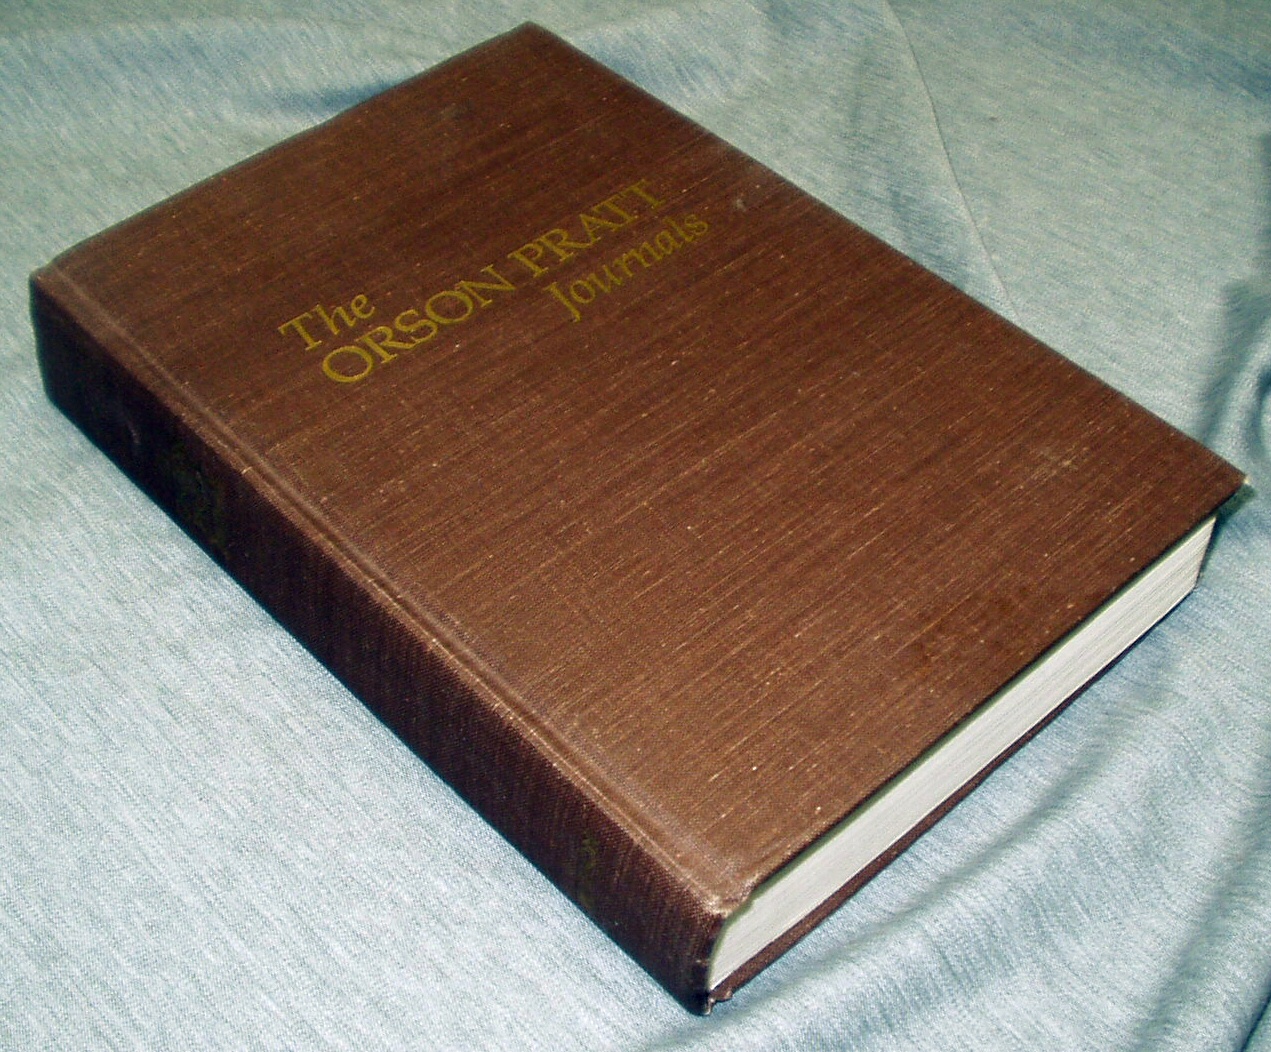 The
ORSON PRATT
Journals